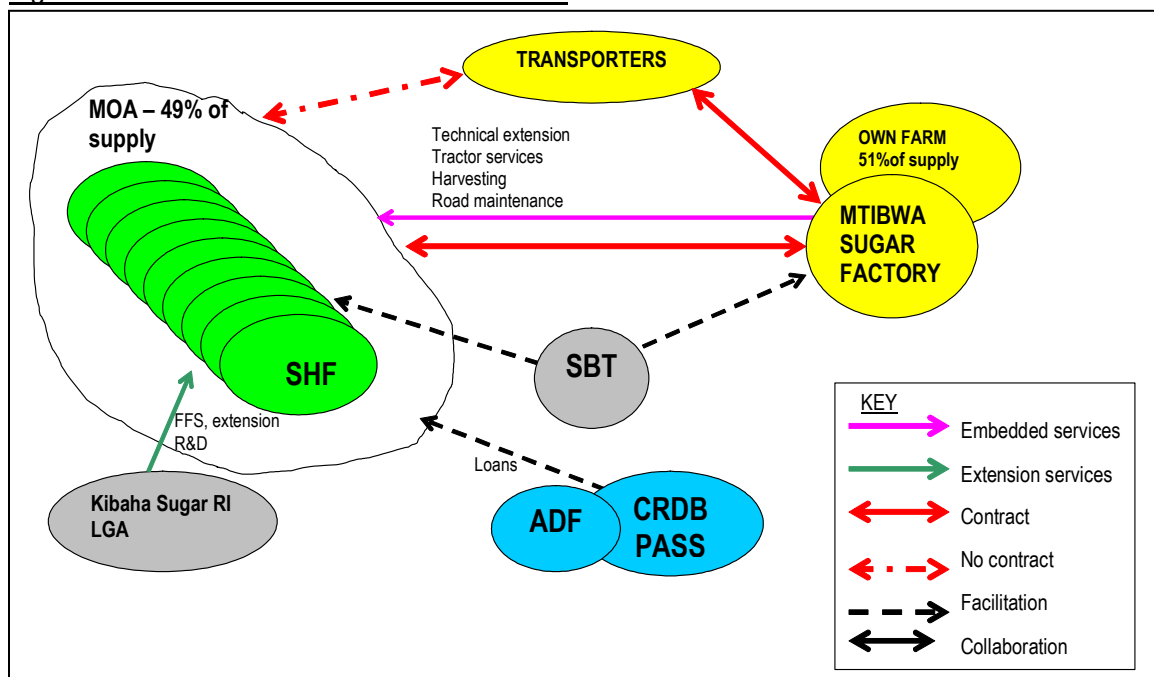 TRANSPORTERS
MOA – 49% of
supply
Technical extension
Tractor services
Harvesting
Road maintenance
OWN FARM
51%of supply
MTIBWA
SUGAR
FACTORY
SHF
SBT
FFS, extension
R&D
Loans
Kibaha Sugar RI
LGA
ADF
CRDB
PASS
KEY
Embedded services
Extension services
Contract
No contract
Facilitation
Collaboration